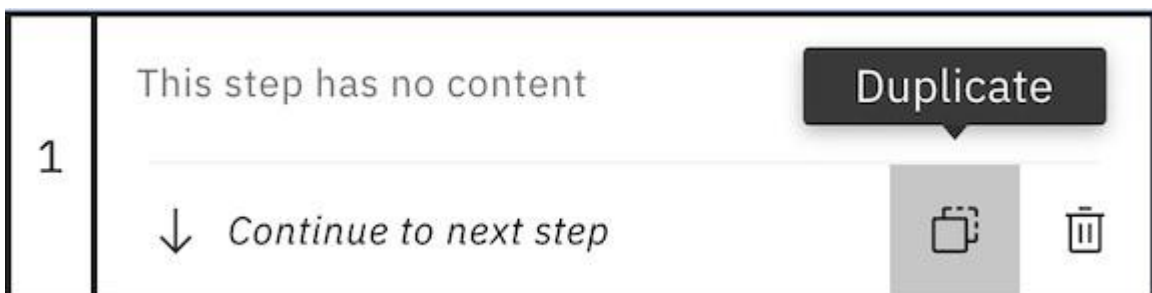 This step has no content
Duplicate
1
Continue to next step